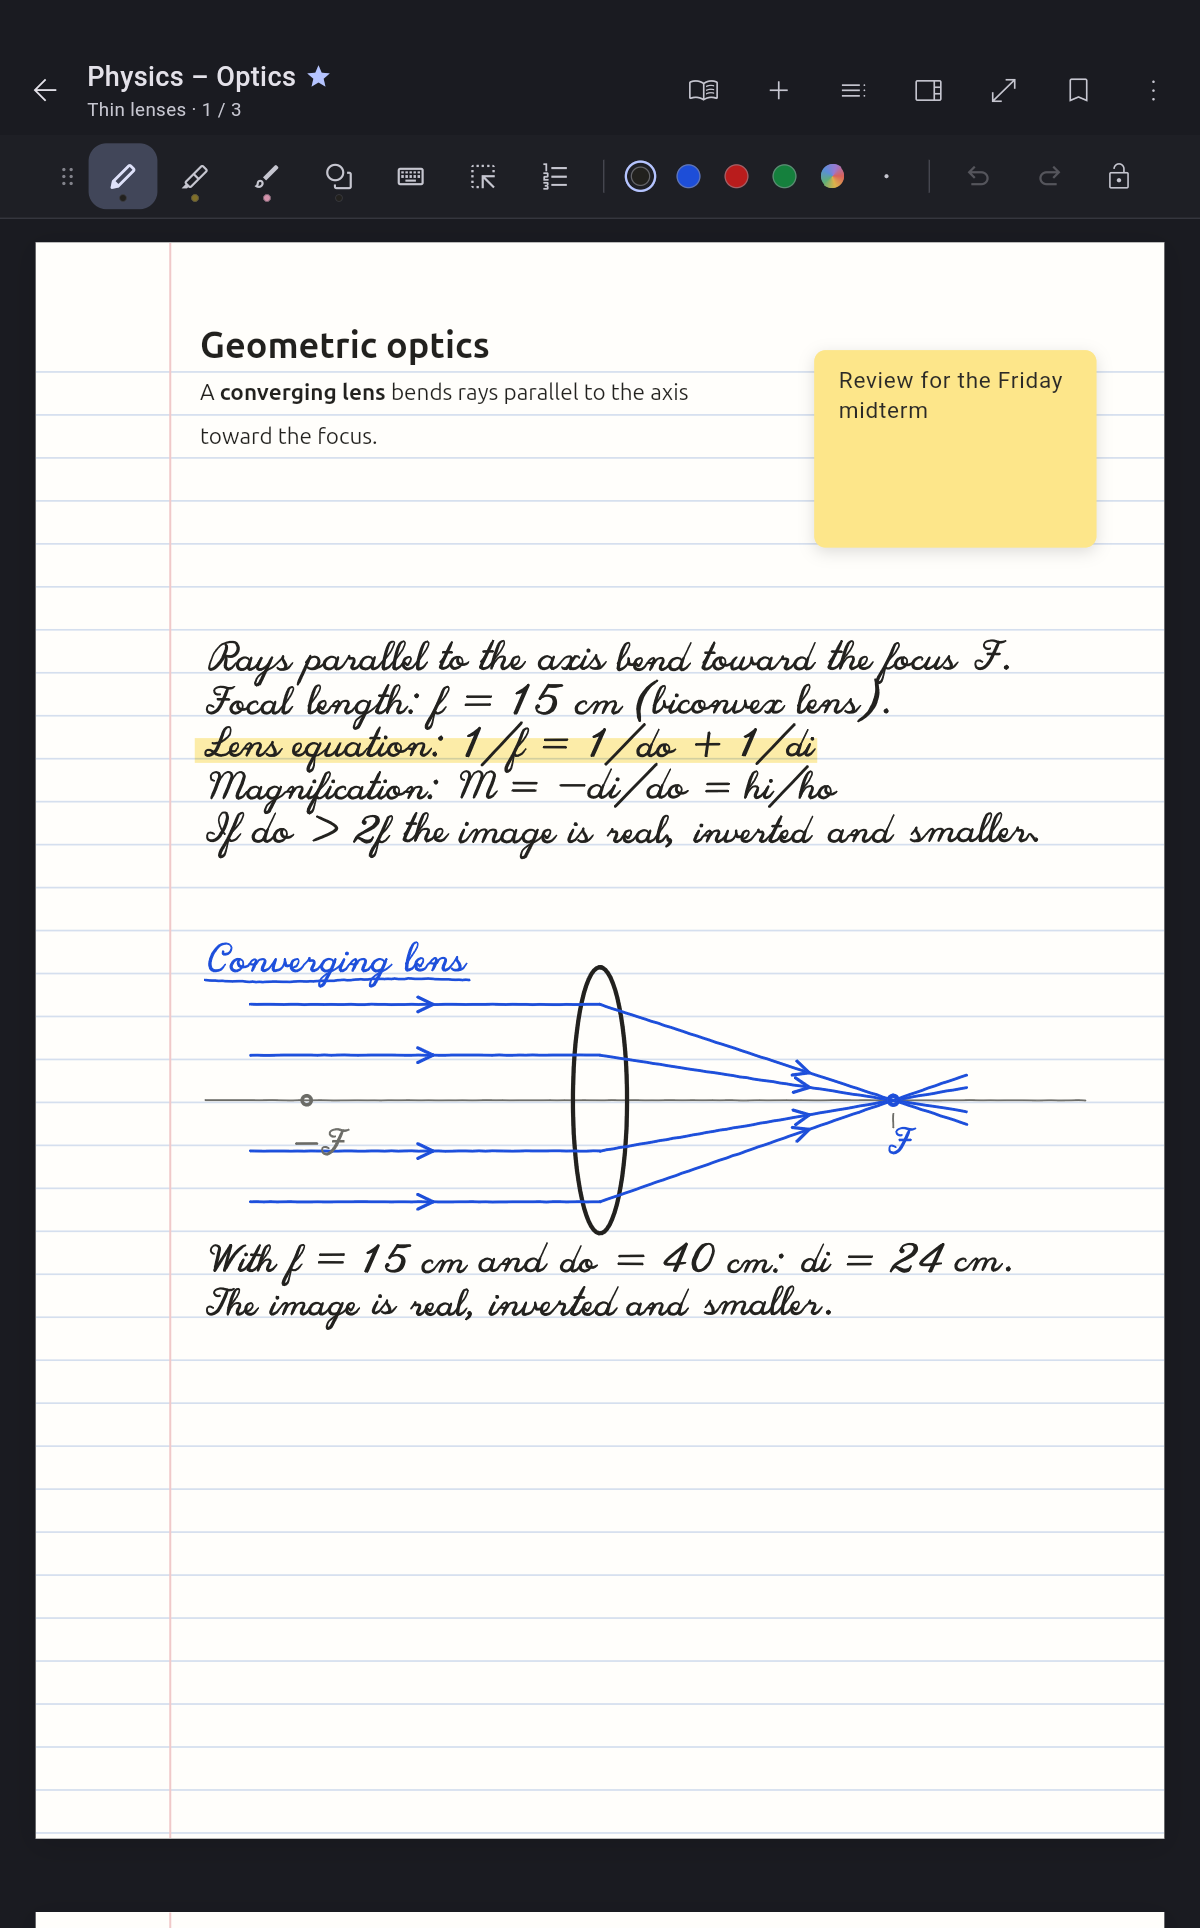 Physics – Optics
Thin lenses · 1 / 3
Geometric optics
A converging lens bends rays parallel to the axis
toward the focus.
Review for the Friday
midterm
Rays parallel to the axis bend toward the focus F.
Focal length: f = 15 cm (biconvex lens).
Lens equation: 1/f = 1/do + 1/di
Magnification: M = −di/do = hi/ho
If do > 2f the image is real, inverted and smaller.
Converging lens
−F
F
With f = 15 cm and do = 40 cm: di = 24 cm.
The image is real, inverted and smaller.